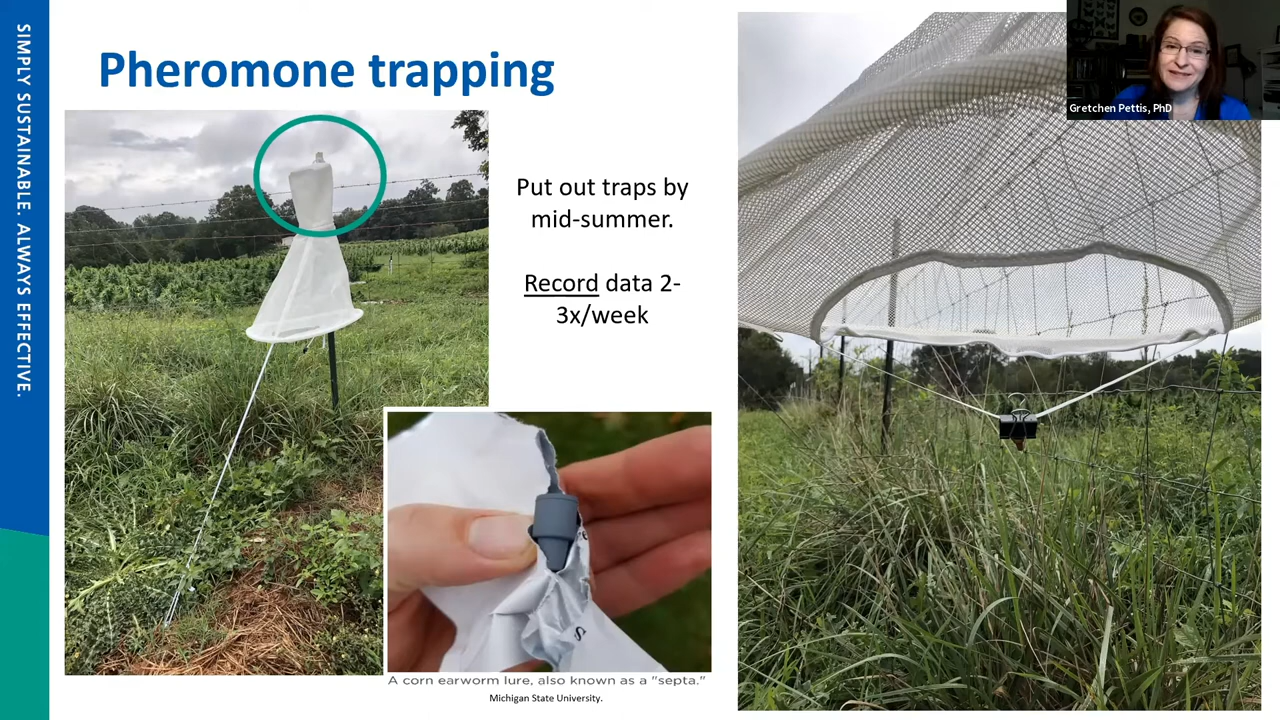 SIMPLY SUSTAINABLE. ALWAYS EFFECTIVE.
Pheromone trapping
Gretchen Pettis, PhD
Put out traps by
mid-summer.
Record data 2-
3x/week
A corn earworm lure, also known as a "septa."
Michigan State University.